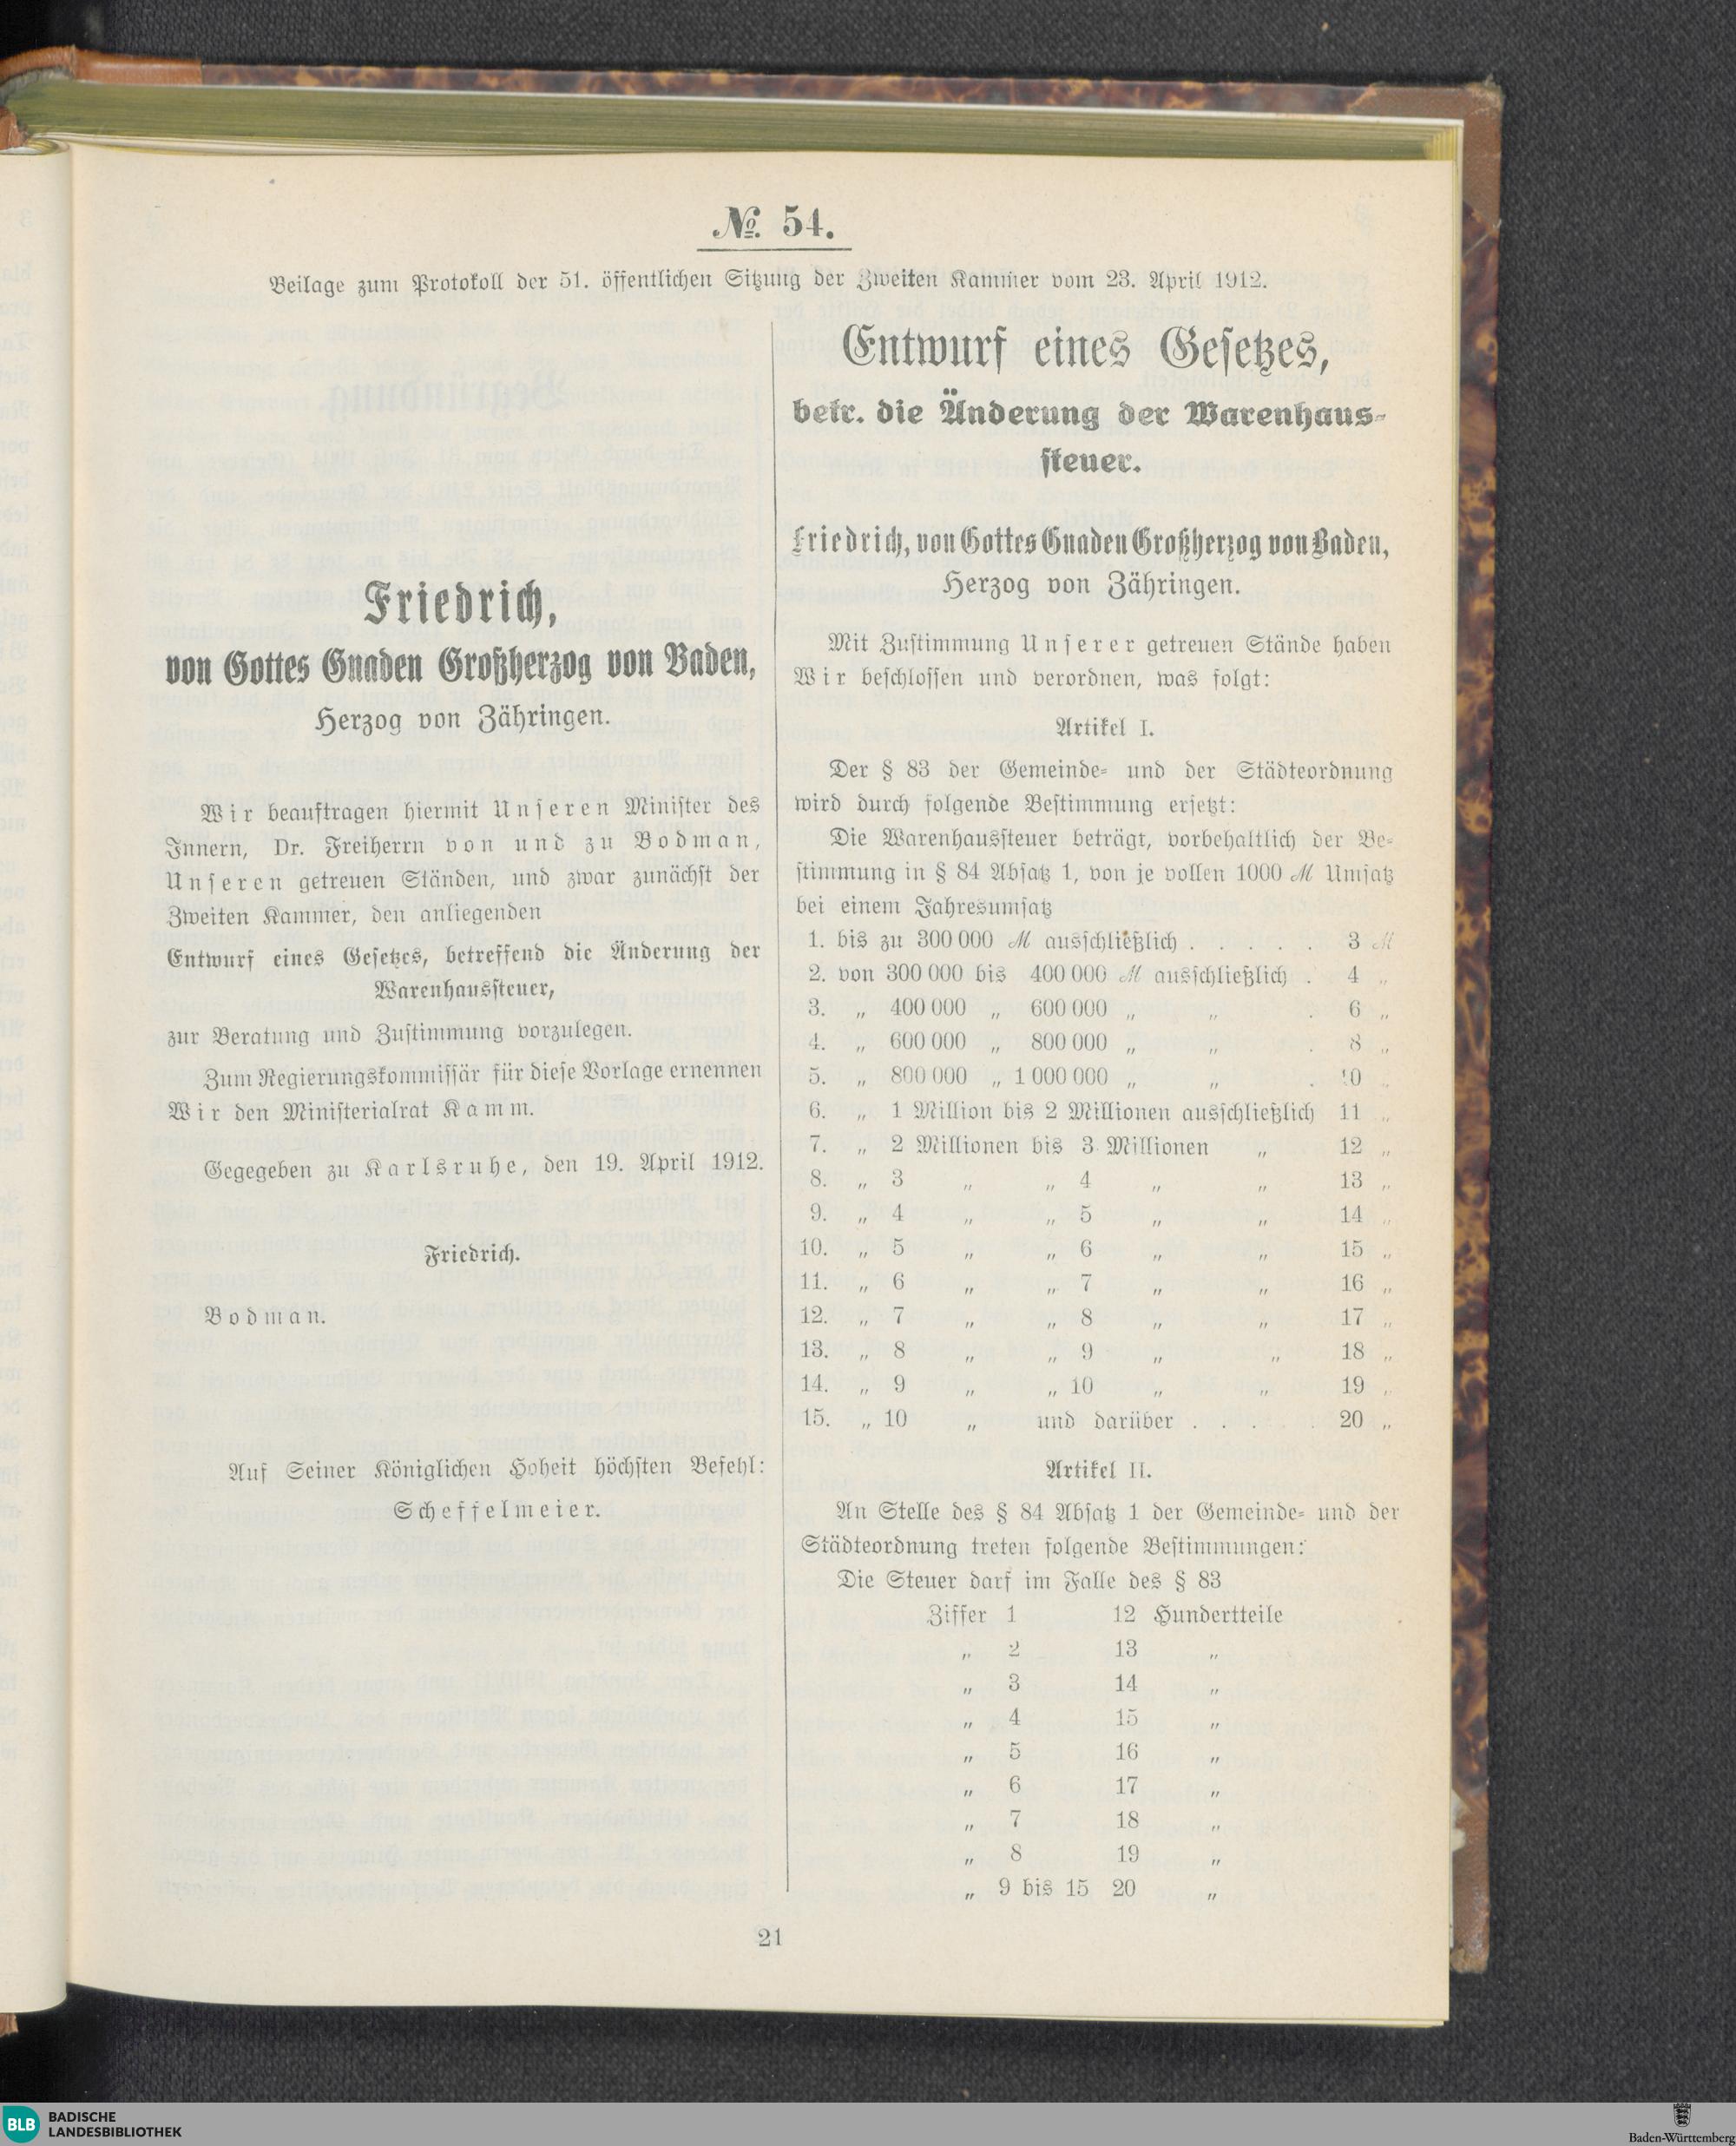 № 54.
Beilage zum Protokoll der 51. öffentlichen Sitzung der Zweiten Kammer vom 23. April 1912.
Friedrich,
von Gottes Gnaden Großherzog von Baden,
Herzog von Zähringen.
Wir beauftragen hiermit Unseren Minister des
Innern, Dr. Freiherrn von und zu Bodman,
Unseren getreuen Ständen, und zwar zunächst der
Zweiten Kammer, den anliegenden
Entwurf eines Gesetzes, betreffend die Änderung der
Warenhaussteuer,
zur Beratung und Zustimmung vorzulegen.
Zum Regierungskommissär für diese Vorlage ernennen
Wir den Ministerialrat Kamm.
Gegegeben zu Karlsruhe, den 19. April 1912.
Friedrich.
Bodman.
Auf Seiner Königlichen Hoheit höchsten Befehl:
Scheffelmeier.
Entwurf eines Gesetzes,
betr. die Änderung der Warenhaus-
steuer.
Friedrich, von Gottes Gnaden Großherzog von Baden,
Herzog von Zähringen.
Mit Zustimmung Unserer getreuen Stände haben
Wir beschlossen und verordnen, was folgt:
Artikel I.
Der § 83 der Gemeinde- und der Städteordnung
wird durch folgende Bestimmung ersetzt:
Die Warenhaussteuer beträgt, vorbehaltlich der Be-
stimmung in § 84 Absatz 1, von je vollen 1000 ℳ Umsatz
bei einem Jahresumsatz
1. bis zu 300 000 ℳ ausschließlich . . . . . 3 ℳ
2. von 300 000 bis 400 000 ℳ ausschließlich . 4 „
3. „ 400 000 „ 600 000 „ „ . 6 „
4. „ 600 000 „ 800 000 „ „ . 8 „
5. „ 800 000 „ 1 000 000 „ „ . 10 „
6. „ 1 Million bis 2 Millionen ausschließlich 11 „
7. „ 2 Millionen bis 3 Millionen „ 12 „
8. „ 3 „ „ 4 „ „ 13 „
9. „ 4 „ „ 5 „ „ 14 „
10. „ 5 „ „ 6 „ „ 15 „
11. „ 6 „ „ 7 „ „ 16 „
12. „ 7 „ „ 8 „ „ 17 „
13. „ 8 „ „ 9 „ „ 18 „
14. „ 9 „ „ 10 „ „ 19 „
15. „ 10 „ und darüber . . . . . 20 „
Artikel II.
An Stelle des § 84 Absatz 1 der Gemeinde- und der
Städteordnung treten folgende Bestimmungen:
Die Steuer darf im Falle des § 83
Ziffer 1 12 Hundertteile
„ 2 13 „
„ 3 14 „
„ 4 15 „
„ 5 16 „
„ 6 17 „
„ 7 18 „
„ 8 19 „
„ 9 bis 15 20 „
21
BLB BADISCHE
LANDESBIBLIOTHEK
Baden-Württemberg